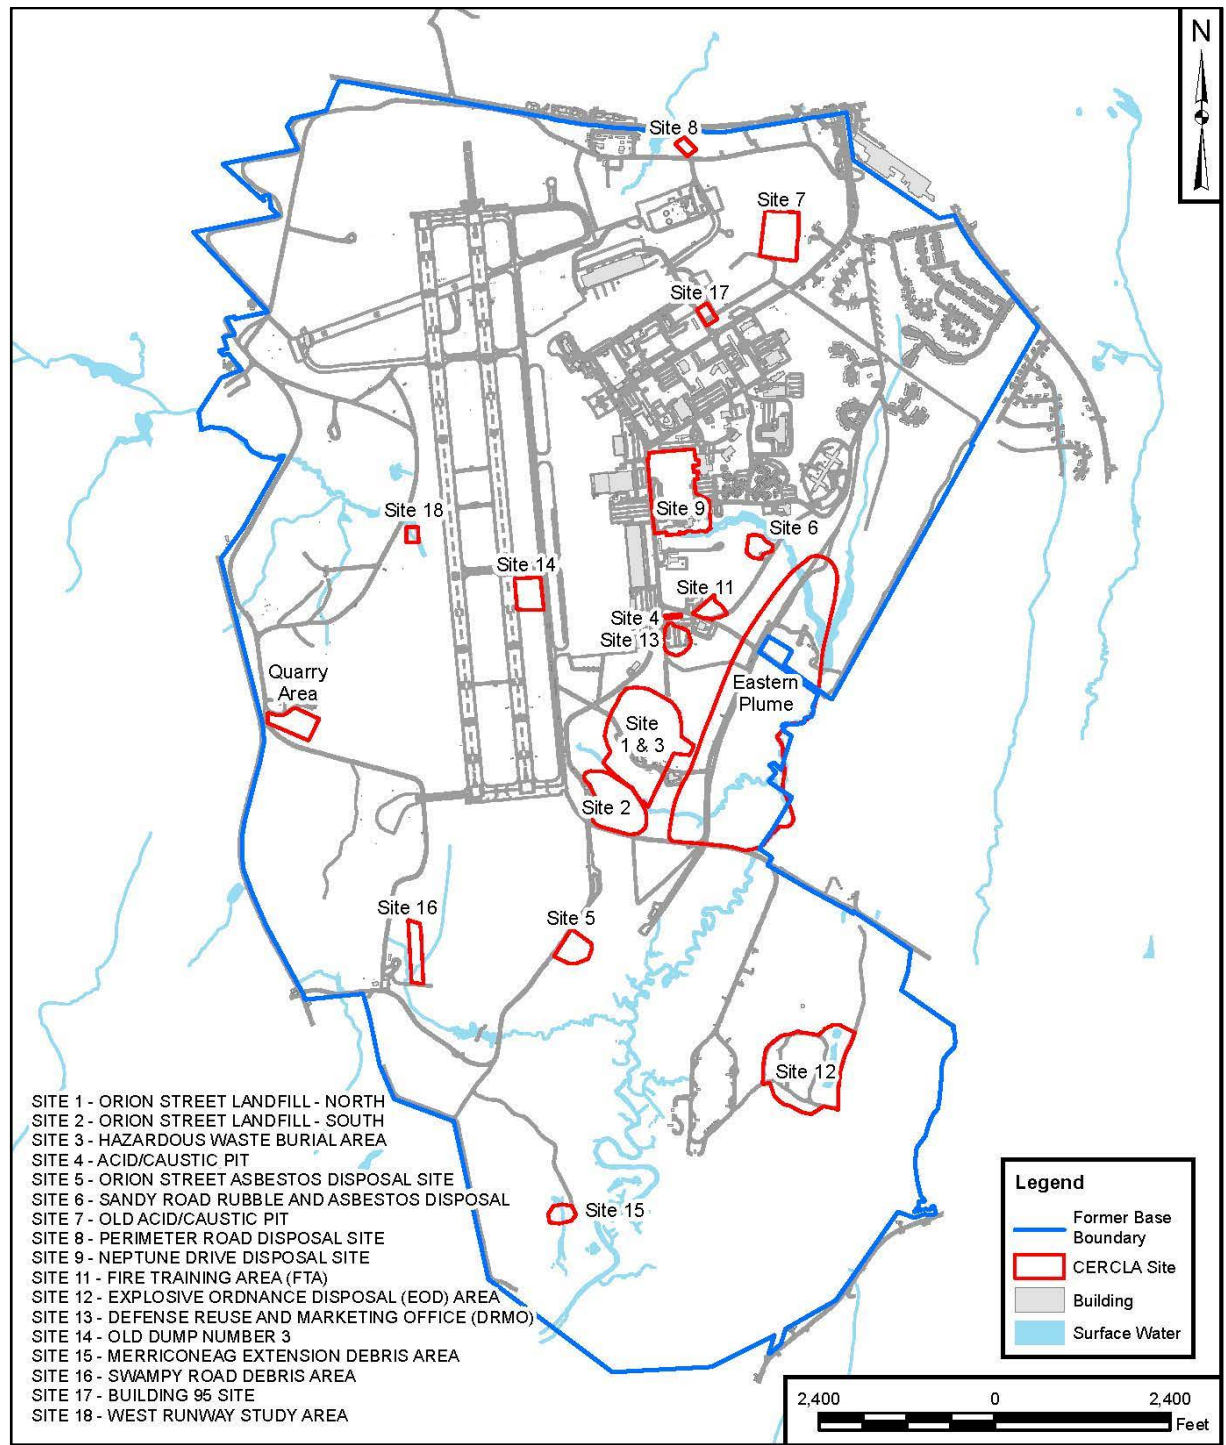 N
Site 8
Site 7
Site 17
Site 18
Site 9
Site 6
Site 14
Site 11
Site 4
Site 13
Quarry
Area
Eastern
Plume
Site
1 & 3
Site 2
Site 16
Site 5
Site 12
Site 15
SITE 1 - ORION STREET LANDFILL - NORTH
SITE 2 - ORION STREET LANDFILL - SOUTH
SITE 3 - HAZARDOUS WASTE BURIAL AREA
SITE 4 - ACID/CAUSTIC PIT
SITE 5 - ORION STREET ASBESTOS DISPOSAL SITE
SITE 6 - SANDY ROAD RUBBLE AND ASBESTOS DISPOSAL
SITE 7 - OLD ACID/CAUSTIC PIT
SITE 8 - PERIMETER ROAD DISPOSAL SITE
SITE 9 - NEPTUNE DRIVE DISPOSAL SITE
SITE 11 - FIRE TRAINING AREA (FTA)
SITE 12 - EXPLOSIVE ORDNANCE DISPOSAL (EOD) AREA
SITE 13 - DEFENSE REUSE AND MARKETING OFFICE (DRMO)
SITE 14 - OLD DUMP NUMBER 3
SITE 15 - MERRICONEAG EXTENSION DEBRIS AREA
SITE 16 - SWAMPY ROAD DEBRIS AREA
SITE 17 - BUILDING 95 SITE
SITE 18 - WEST RUNWAY STUDY AREA
Legend
Former Base
Boundary
CERCLA Site
Building
Surface Water
2,400 0 2,400
Feet